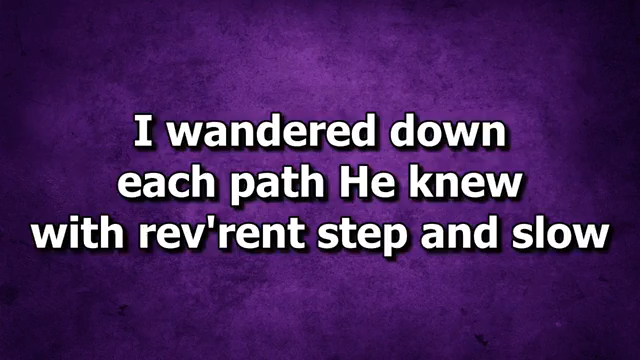 I wandered down
each path He knew
with rev'rent step and slow